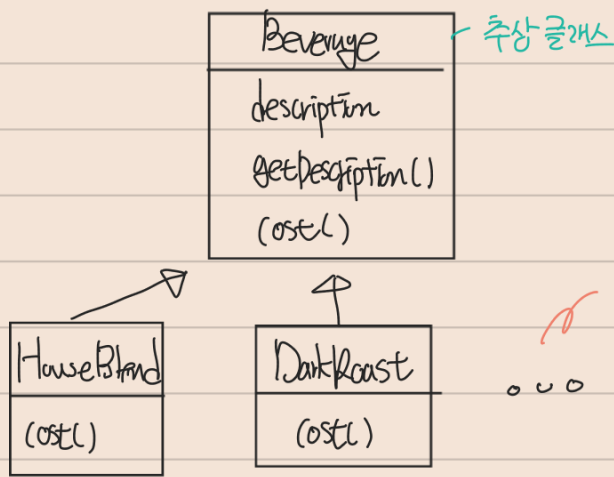 Beverage
추상 클래스
description
getDescription()
cost()
HouseBlend
cost()
DarkRoast
cost()
...